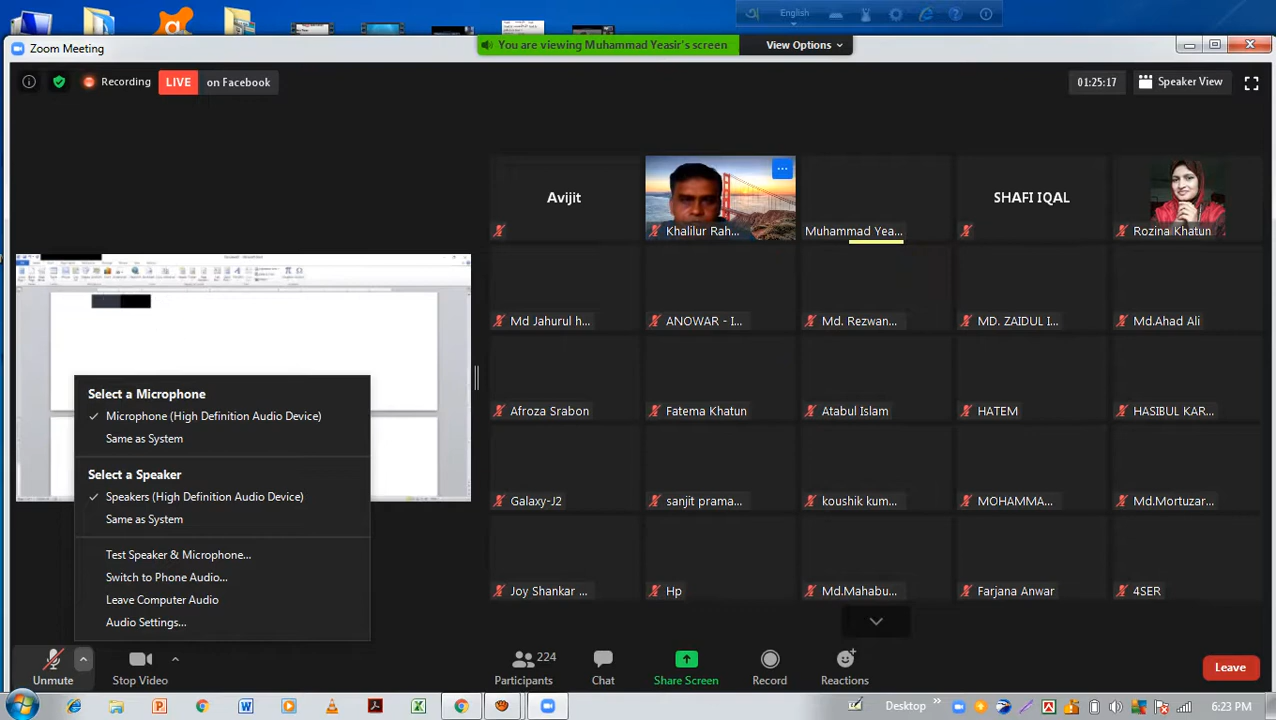 English
Zoom Meeting
You are viewing Muhammad Yeasir's screen
View Options
Recording
LIVE
on Facebook
01:25:17
Speaker View
Avijit
Khalilur Rah...
Muhammad Yea...
SHAFI IQAL
Rozina Khatun
Md Jahurul h...
ANOWAR - I...
Md. Rezwan...
MD. ZAIDUL I...
Md.Ahad Ali
Afroza Srabon
Fatema Khatun
Atabul Islam
HATEM
HASIBUL KAR...
Galaxy-J2
sanjit prama...
koushik tum...
MOHAMMA...
Md.Mortuzar...
Joy Shankar ...
Hp
Md.Mahabu...
Farjana Anwar
4SER
Select a Microphone
Microphone (High Definition Audio Device)
Same as System
Select a Speaker
Speakers (High Definition Audio Device)
Same as System
Test Speaker & Microphone...
Switch to Phone Audio...
Leave Computer Audio
Audio Settings...
Unmute
Stop Video
224
Participants
Chat
Share Screen
Record
Reactions
Leave
Desktop
6:23 PM